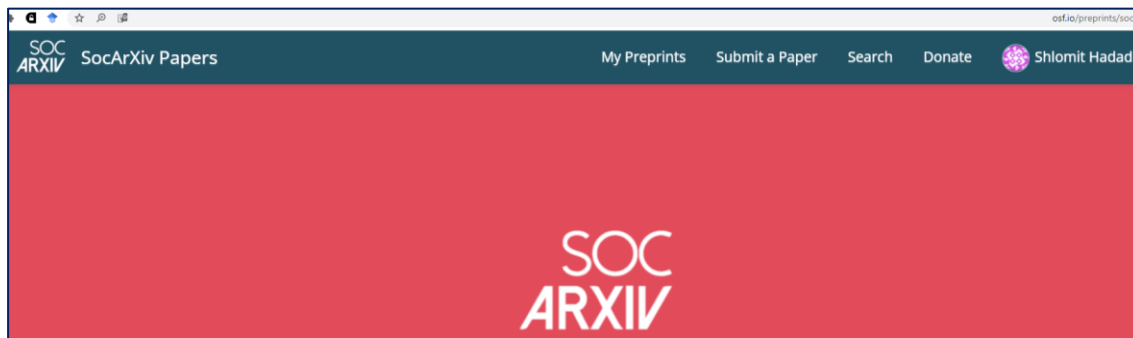 osf.io/preprints/soc
SOC
ARXIV
SocArXiv Papers
My Preprints
Submit a Paper
Search
Donate
Shlomit Hadad
SOC
ARXIV